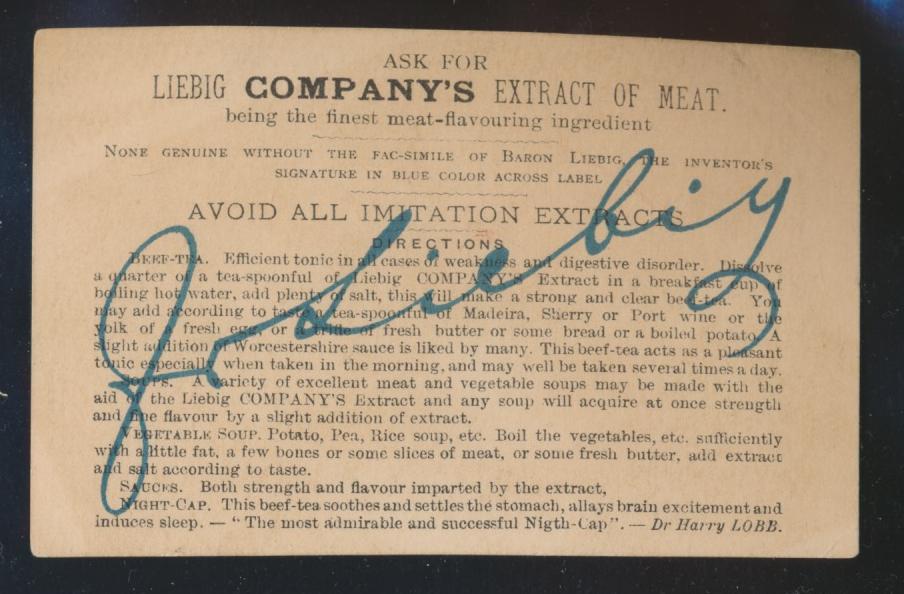 ASK FOR
LIEBIG COMPANY'S EXTRACT OF MEAT.
being the finest meat-flavouring ingredient
NONE GENUINE WITHOUT THE FAC-SIMILE OF BARON LIEBIG, THE INVENTOR'S
SIGNATURE IN BLUE COLOR ACROSS LABEL
AVOID ALL IMITATION EXTRACTS
DIRECTIONS
BEEF-TEA. Efficient tonic in all cases of weakness and digestive disorder. Dissolve
a quarter of a tea-spoonful of Liebig COMPANY'S Extract in a breakfast cup of
boiling hot water, add plenty of salt, this will make a strong and clear beef-tea. You
may add according to taste a tea-spoonful of Madeira, Sherry or Port wine or the
yolk of a fresh egg, or a trifle of fresh butter or some bread or a boiled potato. A
slight addition of Worcestershire sauce is liked by many. This beef-tea acts as a pleasant
tonic especially when taken in the morning, and may well be taken several times a day.
SOUPS. A variety of excellent meat and vegetable soups may be made with the
aid of the Liebig COMPANY'S Extract and any soup will acquire at once strength
and fine flavour by a slight addition of extract.
VEGETABLE SOUP. Potato, Pea, Rice soup, etc. Boil the vegetables, etc. sufficiently
with a little fat, a few bones or some slices of meat, or some fresh butter, add extract
and salt according to taste.
SAUCES. Both strength and flavour imparted by the extract,
NIGHT-CAP. This beef-tea soothes and settles the stomach, allays brain excitement and
induces sleep. — "The most admirable and successful Nigth-Cap". — Dr Harry LOBB.
J v Liebig